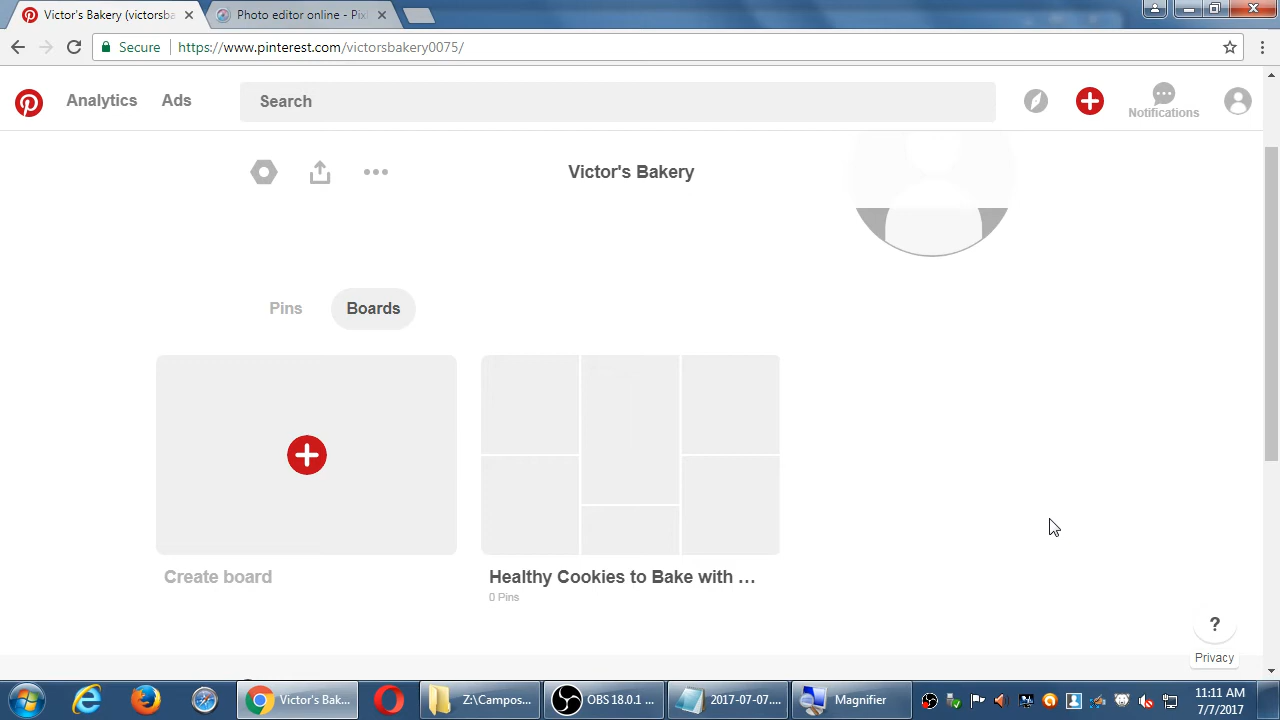 Victor's Bakery (victorsba
Photo editor online - Pixl
Secure https://www.pinterest.com/victorsbakery0075/
Analytics Ads Search Notifications
Victor's Bakery
Pins Boards
Create board
Healthy Cookies to Bake with ...
0 Pins
?
Privacy
Victor's Bak... Z:\Campos... OBS 18.0.1 ... 2017-07-07.... Magnifier
11:11 AM
7/7/2017